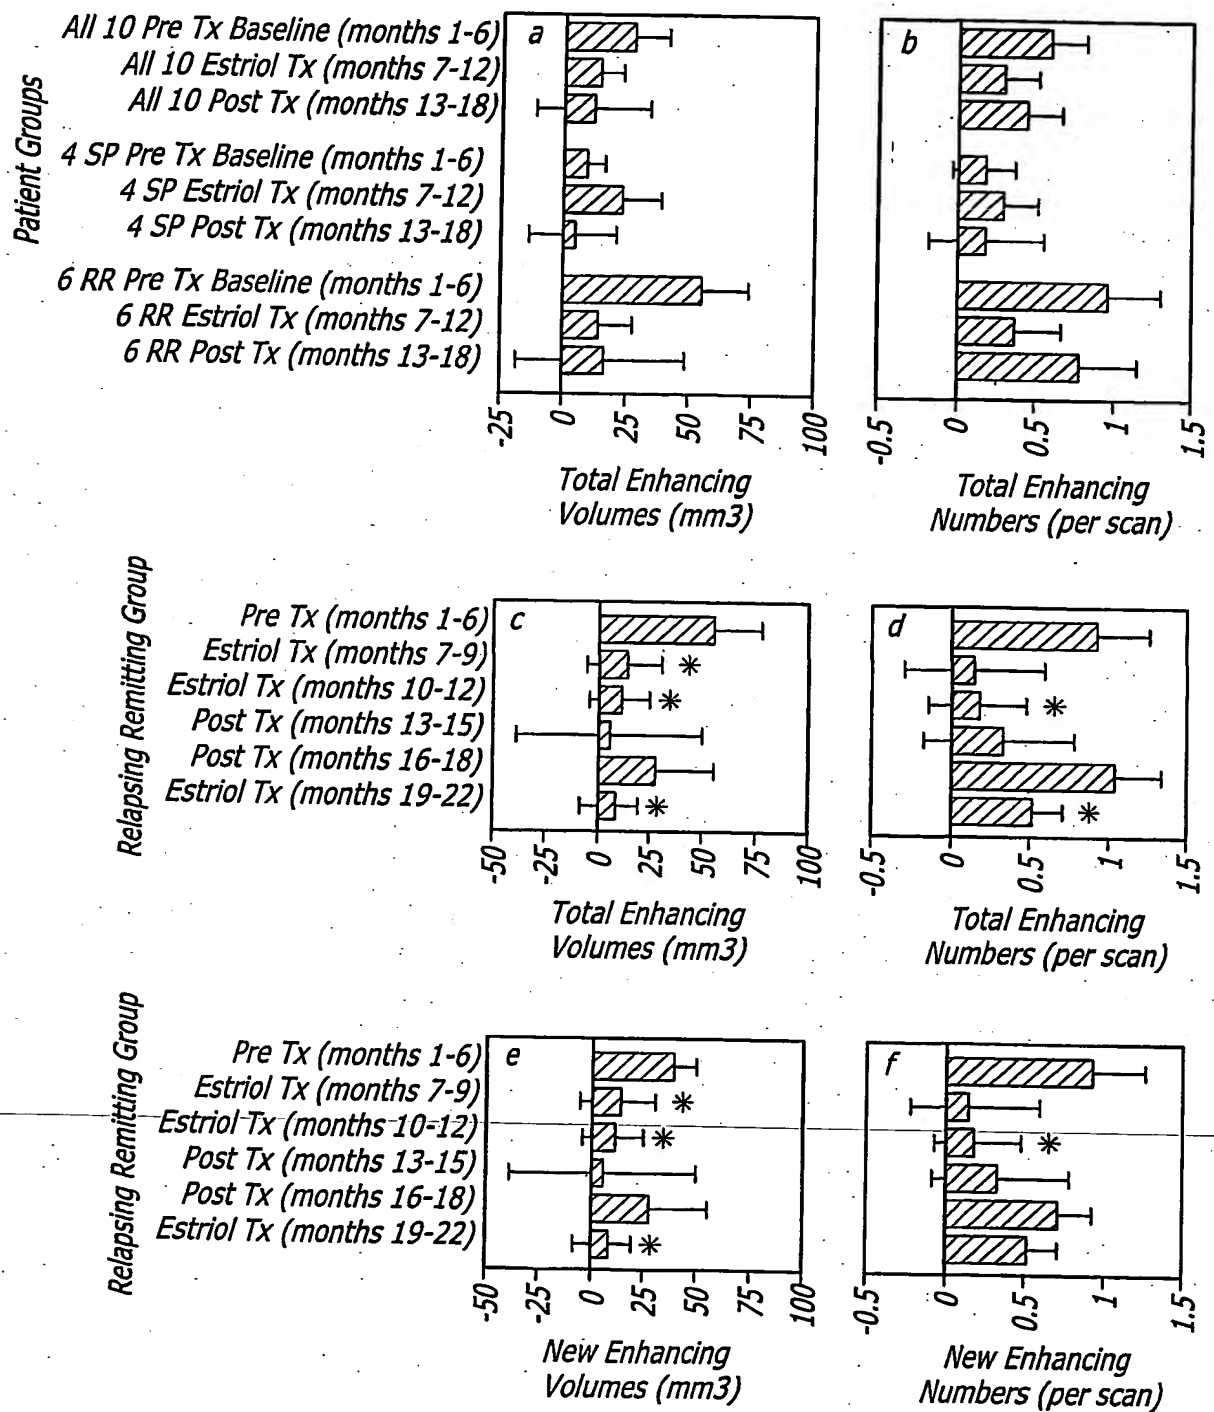 Patient Groups
All 10 Pre Tx Baseline (months 1-6)
All 10 Estriol Tx (months 7-12)
All 10 Post Tx (months 13-18)
4 SP Pre Tx Baseline (months 1-6)
4 SP Estriol Tx (months 7-12)
4 SP Post Tx (months 13-18)
6 RR Pre Tx Baseline (months 1-6)
6 RR Estriol Tx (months 7-12)
6 RR Post Tx (months 13-18)
a
-25 0 25 50 75 100
Total Enhancing
Volumes (mm3)
b
-0.5 0 0.5 1 1.5
Total Enhancing
Numbers (per scan)
Relapsing Remitting Group
Pre Tx (months 1-6)
Estriol Tx (months 7-9)
Estriol Tx (months 10-12)
Post Tx (months 13-15)
Post Tx (months 16-18)
Estriol Tx (months 19-22)
c
*
*
*
-50 -25 0 25 50 75 100
Total Enhancing
Volumes (mm3)
d
*
*
-0.5 0 0.5 1 1.5
Total Enhancing
Numbers (per scan)
Relapsing Remitting Group
Pre Tx (months 1-6)
Estriol Tx (months 7-9)
Estriol Tx (months 10-12)
Post Tx (months 13-15)
Post Tx (months 16-18)
Estriol Tx (months 19-22)
e
*
*
*
-50 -25 0 25 50 75 100
New Enhancing
Volumes (mm3)
f
*
-0.5 0 0.5 1 1.5
New Enhancing
Numbers (per scan)